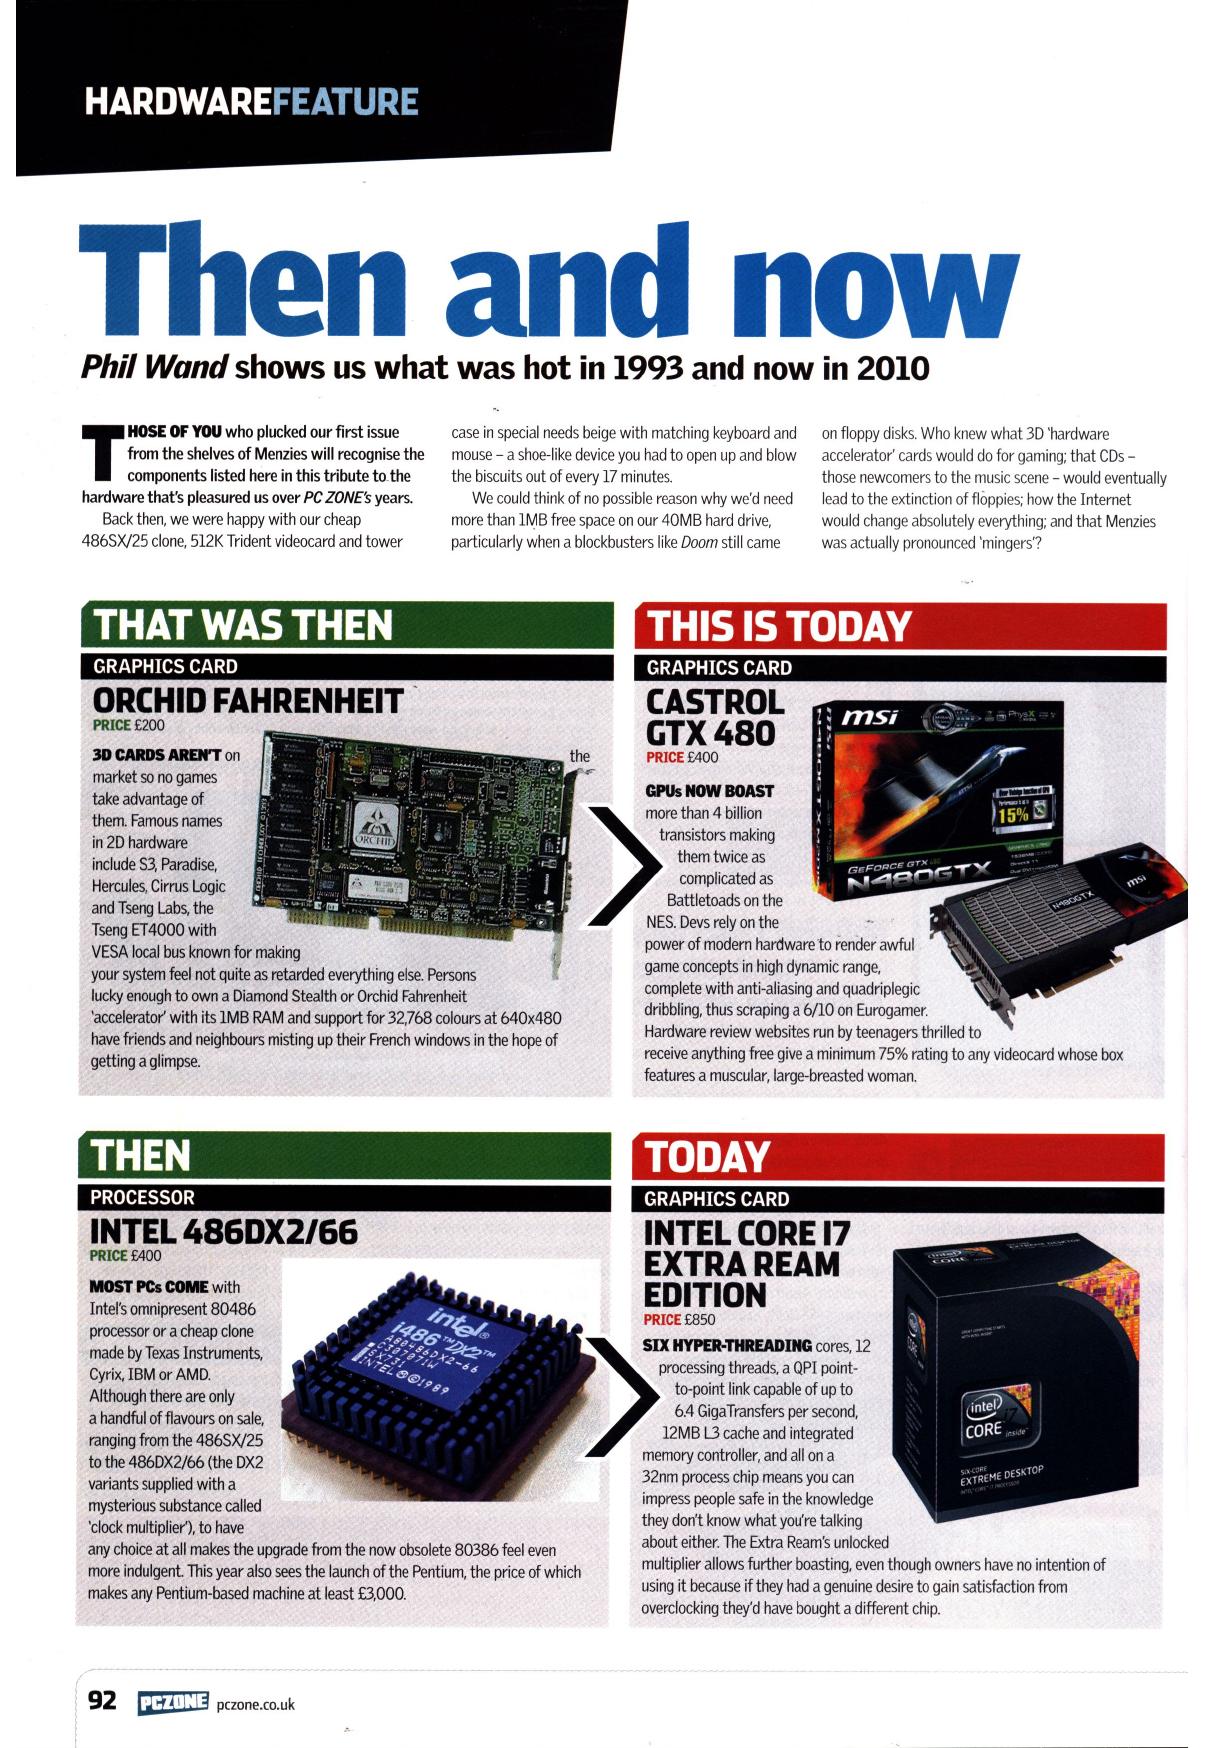 HARDWAREFEATURE
Then and now
Phil Wand shows us what was hot in 1993 and now in 2010
THOSE OF YOU who plucked our first issue
from the shelves of Menzies will recognise the
components listed here in this tribute to the
hardware that's pleasured us over PC ZONE's years.
Back then, we were happy with our cheap
486SX/25 clone, 512K Trident videocard and tower
case in special needs beige with matching keyboard and
mouse – a shoe-like device you had to open up and blow
the biscuits out of every 17 minutes.
We could think of no possible reason why we'd need
more than 1MB free space on our 40MB hard drive,
particularly when a blockbusters like Doom still came
on floppy disks. Who knew what 3D 'hardware
accelerator' cards would do for gaming; that CDs –
those newcomers to the music scene – would eventually
lead to the extinction of floppies; how the Internet
would change absolutely everything; and that Menzies
was actually pronounced 'mingers'?
THAT WAS THEN
GRAPHICS CARD
ORCHID FAHRENHEIT
PRICE £200
3D CARDS AREN'T on the
market so no games
take advantage of
them. Famous names
in 2D hardware
include S3, Paradise,
Hercules, Cirrus Logic
and Tseng Labs, the
Tseng ET4000 with
VESA local bus known for making
your system feel not quite as retarded everything else. Persons
lucky enough to own a Diamond Stealth or Orchid Fahrenheit
'accelerator' with its 1MB RAM and support for 32,768 colours at 640x480
have friends and neighbours misting up their French windows in the hope of
getting a glimpse.
ORCHID
THIS IS TODAY
GRAPHICS CARD
CASTROL
GTX 480
PRICE £400
GPUs NOW BOAST
more than 4 billion
transistors making
them twice as
complicated as
Battletoads on the
NES. Devs rely on the
power of modern hardware to render awful
game concepts in high dynamic range,
complete with anti-aliasing and quadriplegic
dribbling, thus scraping a 6/10 on Eurogamer.
Hardware review websites run by teenagers thrilled to
receive anything free give a minimum 75% rating to any videocard whose box
features a muscular, large-breasted woman.
msi
PhysX
15%
GEFORCE GTX 480
N480GTX
N480GTX
msi
THEN
PROCESSOR
INTEL 486DX2/66
PRICE £400
MOST PCs COME with
Intel's omnipresent 80486
processor or a cheap clone
made by Texas Instruments,
Cyrix, IBM or AMD.
Although there are only
a handful of flavours on sale,
ranging from the 486SX/25
to the 486DX2/66 (the DX2
variants supplied with a
mysterious substance called
'clock multiplier'), to have
any choice at all makes the upgrade from the now obsolete 80386 feel even
more indulgent. This year also sees the launch of the Pentium, the price of which
makes any Pentium-based machine at least £3,000.
intel®
i486™DX2™
A80486DX2-66
INTEL ®©1989
TODAY
GRAPHICS CARD
INTEL CORE I7
EXTRA REAM
EDITION
PRICE £850
SIX HYPER-THREADING cores, 12
processing threads, a QPI point-
to-point link capable of up to
6.4 GigaTransfers per second,
12MB L3 cache and integrated
memory controller, and all on a
32nm process chip means you can
impress people safe in the knowledge
they don't know what you're talking
about either. The Extra Ream's unlocked
multiplier allows further boasting, even though owners have no intention of
using it because if they had a genuine desire to gain satisfaction from
overclocking they'd have bought a different chip.
intel
CORE i7
inside™
SIX-CORE
EXTREME DESKTOP
92 PCZONE pczone.co.uk